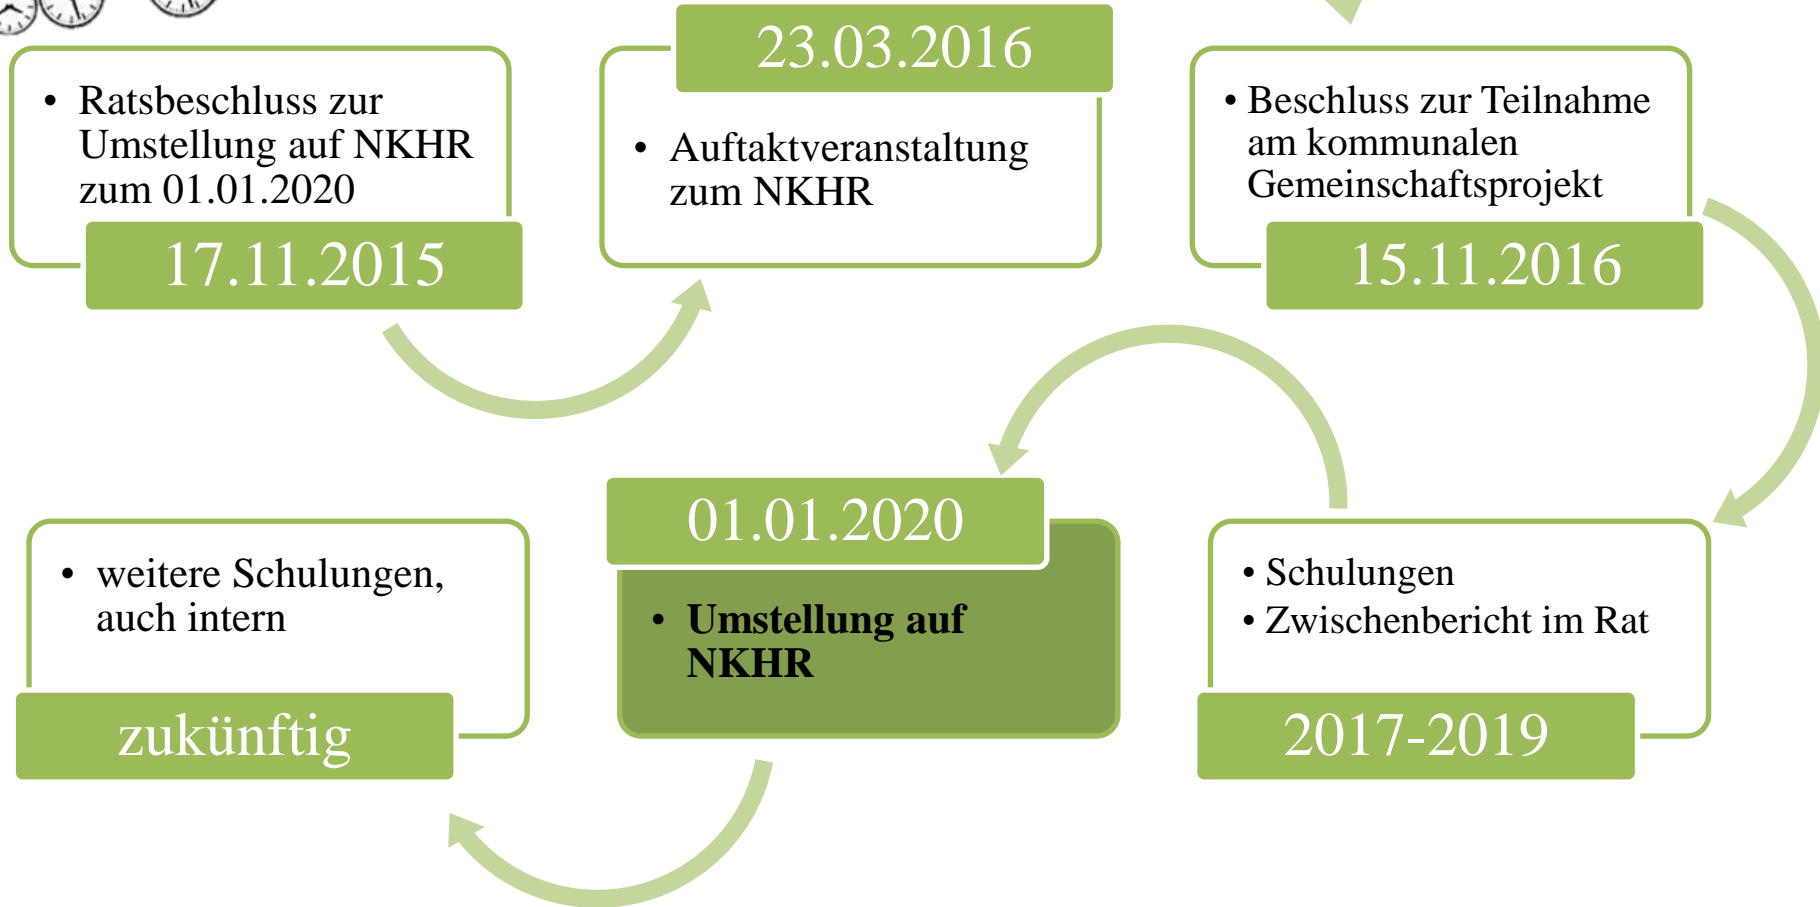 • Ratsbeschluss zur
Umstellung auf NKHR
zum 01.01.2020
17.11.2015
23.03.2016
• Auftaktveranstaltung
zum NKHR
• Beschluss zur Teilnahme
am kommunalen
Gemeinschaftsprojekt
15.11.2016
• Schulungen
• Zwischenbericht im Rat
2017-2019
01.01.2020
• Umstellung auf
NKHR
• weitere Schulungen,
auch intern
zukünftig